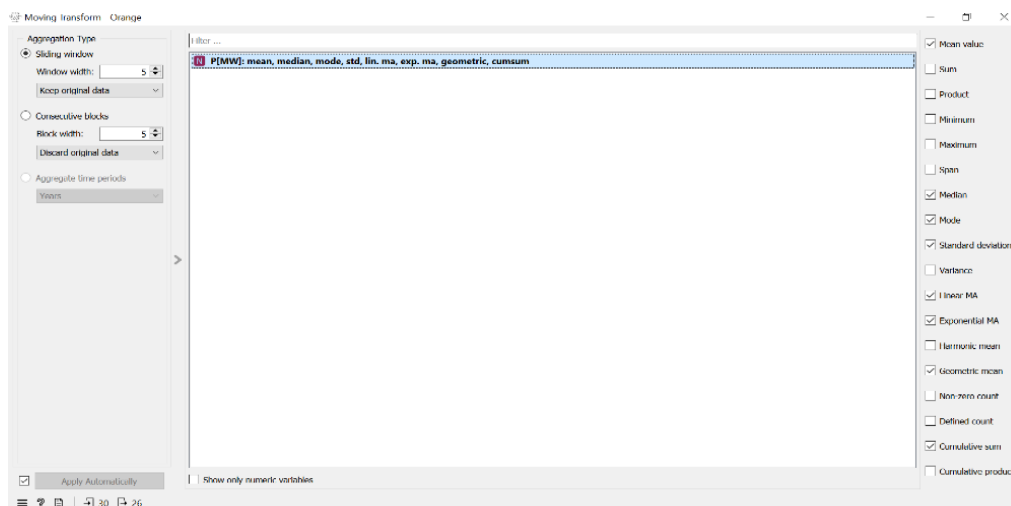 Moving Transform Orange
Aggregation Type
Sliding window
Window width: 5
Keep original data
Consecutive blocks
Block width: 5
Discard original data
Aggregate time periods
Years
Apply Automatically
30 26
Filter ...
N P[MW]: mean, median, mode, std, lin. ma, exp. ma, geometric, cumsum
Show only numeric variables
Mean value
Sum
Product
Minimum
Maximum
Span
Median
Mode
Standard deviation
Variance
Linear MA
Exponential MA
Harmonic mean
Geometric mean
Non-zero count
Defined count
Cumulative sum
Cumulative produc